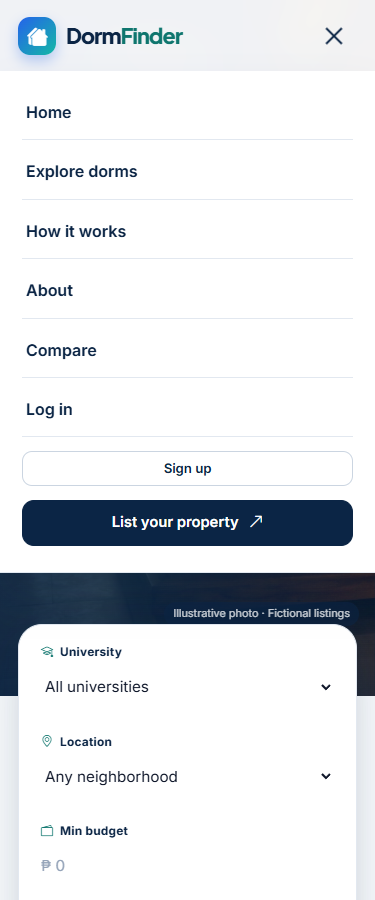 DormFinder
Home
Explore dorms
How it works
About
Compare
Log in
Sign up
List your property
Illustrative photo · Fictional listings
University
All universities
Location
Any neighborhood
Min budget
₱ 0